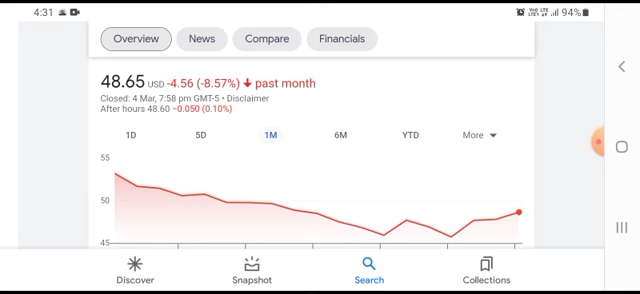 4:31 94%
Overview News Compare Financials
48.65 USD -4.56 (-8.57%) past month
Closed: 4 Mar, 7:58 pm GMT-5 • Disclaimer
After hours 48.60 −0.050 (0.10%)
1D 5D 1M 6M YTD More
55
50
45
Discover Snapshot Search Collections